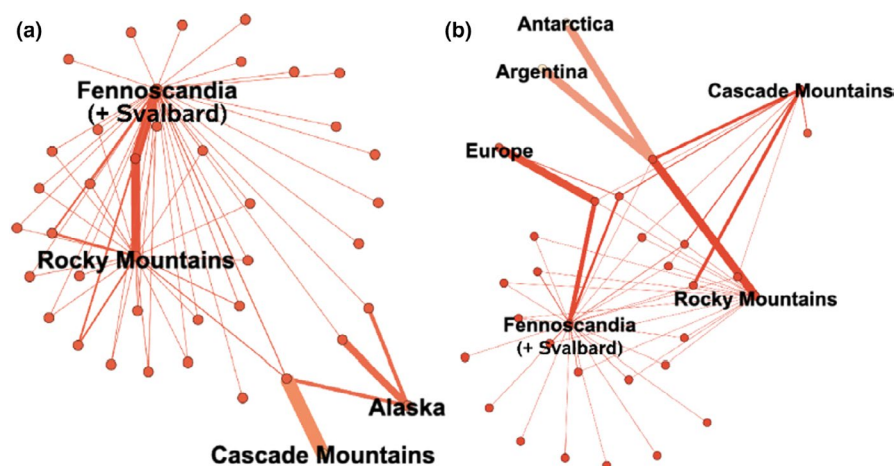 (a)
Fennoscandia
(+ Svalbard)
Rocky Mountains
Alaska
Cascade Mountains
(b)
Antarctica
Argentina
Cascade Mountains
Europe
Rocky Mountains
Fennoscandia
(+ Svalbard)